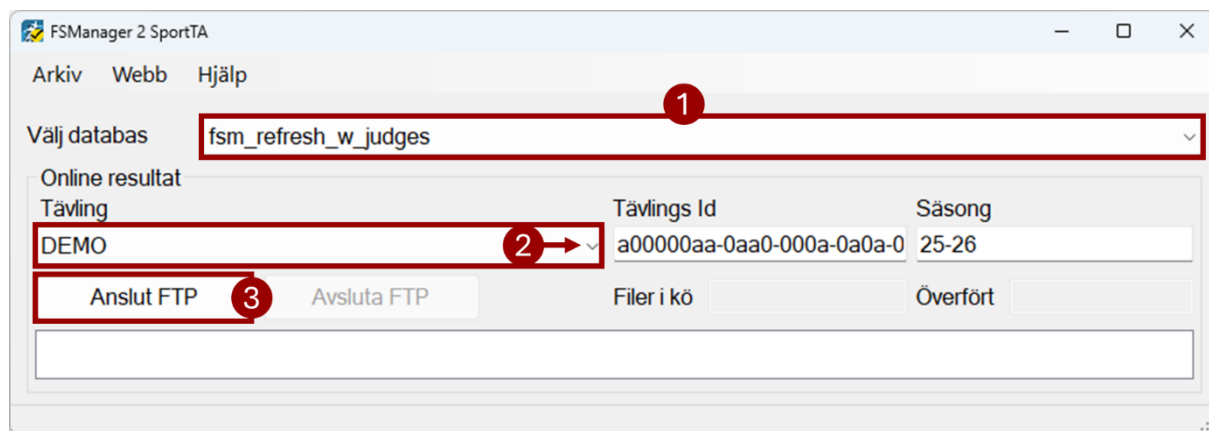 FSManager 2 SportTA
Arkiv Webb Hjälp
1
Välj databas fsm_refresh_w_judges
Online resultat
Tävling Tävlings Id Säsong
DEMO 2 a00000aa-0aa0-000a-0a0a-0 25-26
Anslut FTP 3 Avsluta FTP Filer i kö Överfört